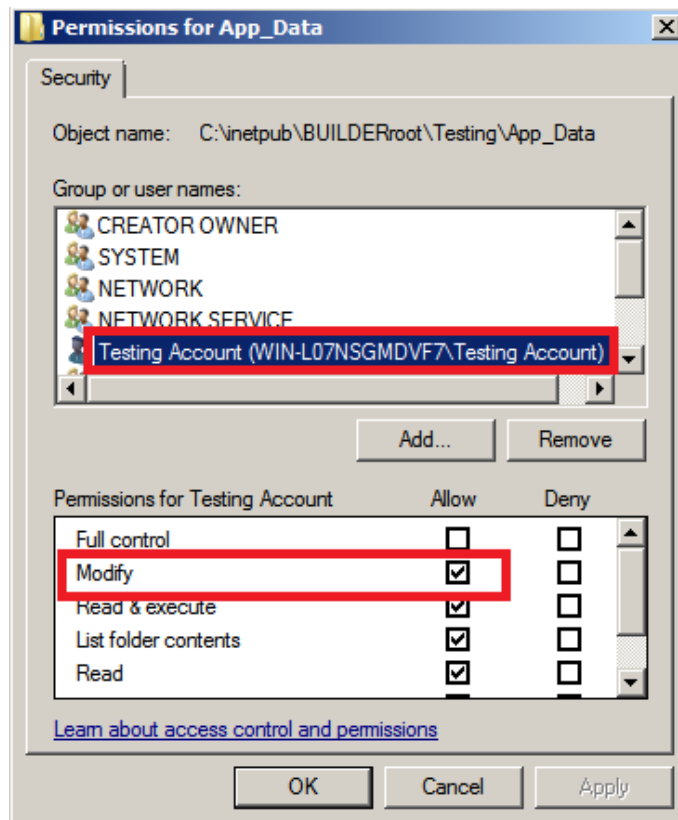 Permissions for App_Data
Security
Object name: C:\inetpub\BUILDERroot\Testing\App_Data
Group or user names:
CREATOR OWNER
SYSTEM
NETWORK
NETWORK SERVICE
Testing Account (WIN-L07NSGMDVF7\Testing Account)
Add... Remove
Permissions for Testing Account Allow Deny
Full control
Modify
Read & execute
List folder contents
Read
Learn about access control and permissions
OK Cancel Apply